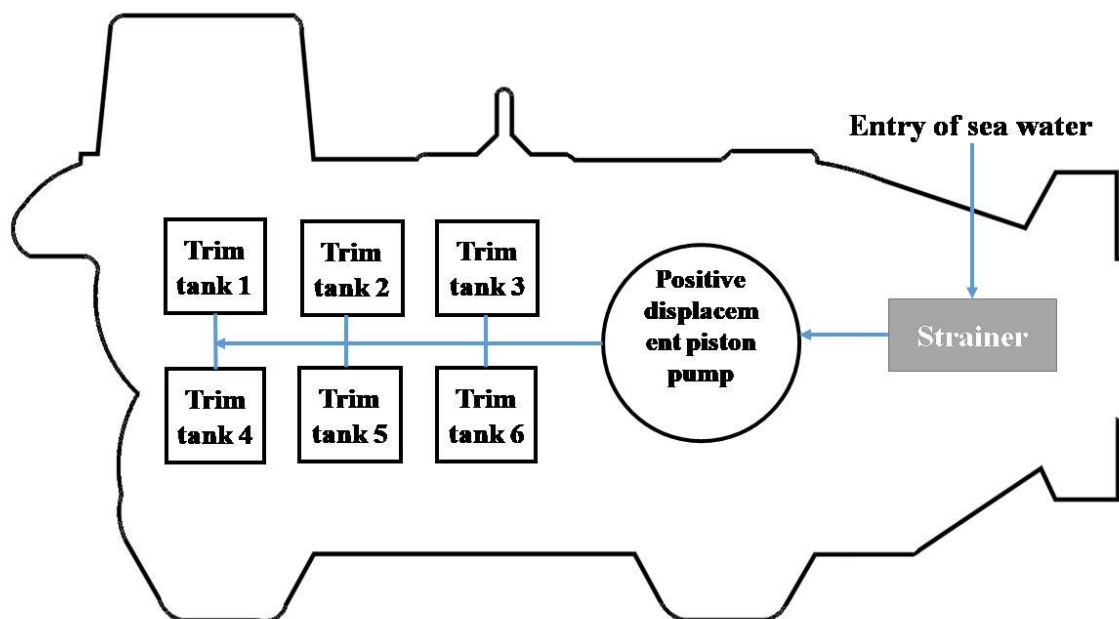 Entry of sea water
Trim
tank 1
Trim
tank 2
Trim
tank 3
Positive
displacem
ent piston
pump
Strainer
Trim
tank 4
Trim
tank 5
Trim
tank 6